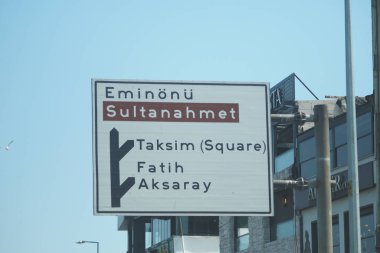 Eminönü
Sultanahmet
Taksim (Square)
Fatih
Aksaray